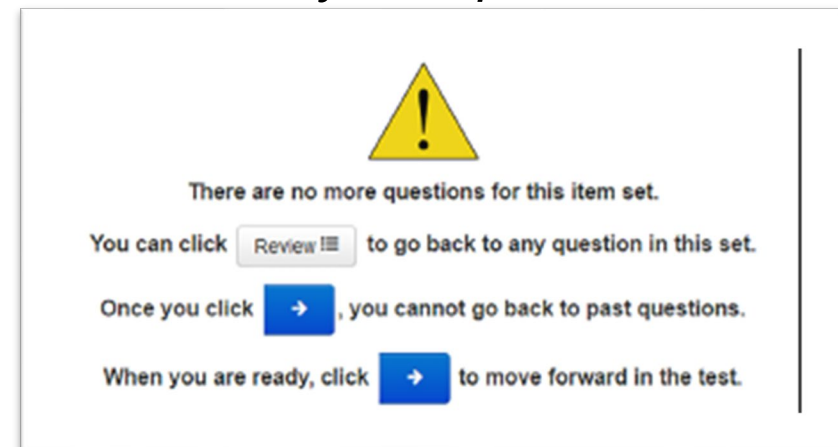 There are no more questions for this item set.
You can click Review to go back to any question in this set.
Once you click →, you cannot go back to past questions.
When you are ready, click → to move forward in the test.